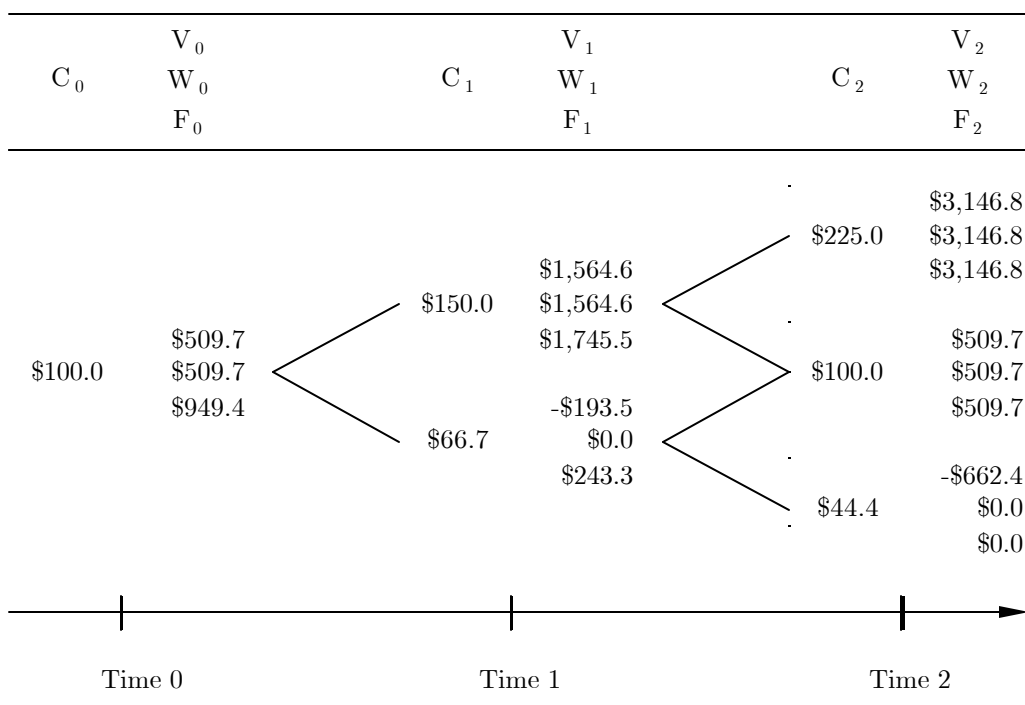 V₀ V₁ V₂
C₀ W₀ C₁ W₁ C₂ W₂
F₀ F₁ F₂
$3,146.8
$225.0 $3,146.8
$1,564.6 $3,146.8
$150.0 $1,564.6
$509.7 $1,745.5 $509.7
$100.0 $509.7 $100.0 $509.7
$949.4 -$193.5 $509.7
$66.7 $0.0
$243.3 -$662.4
$44.4 $0.0
$0.0
Time 0 Time 1 Time 2